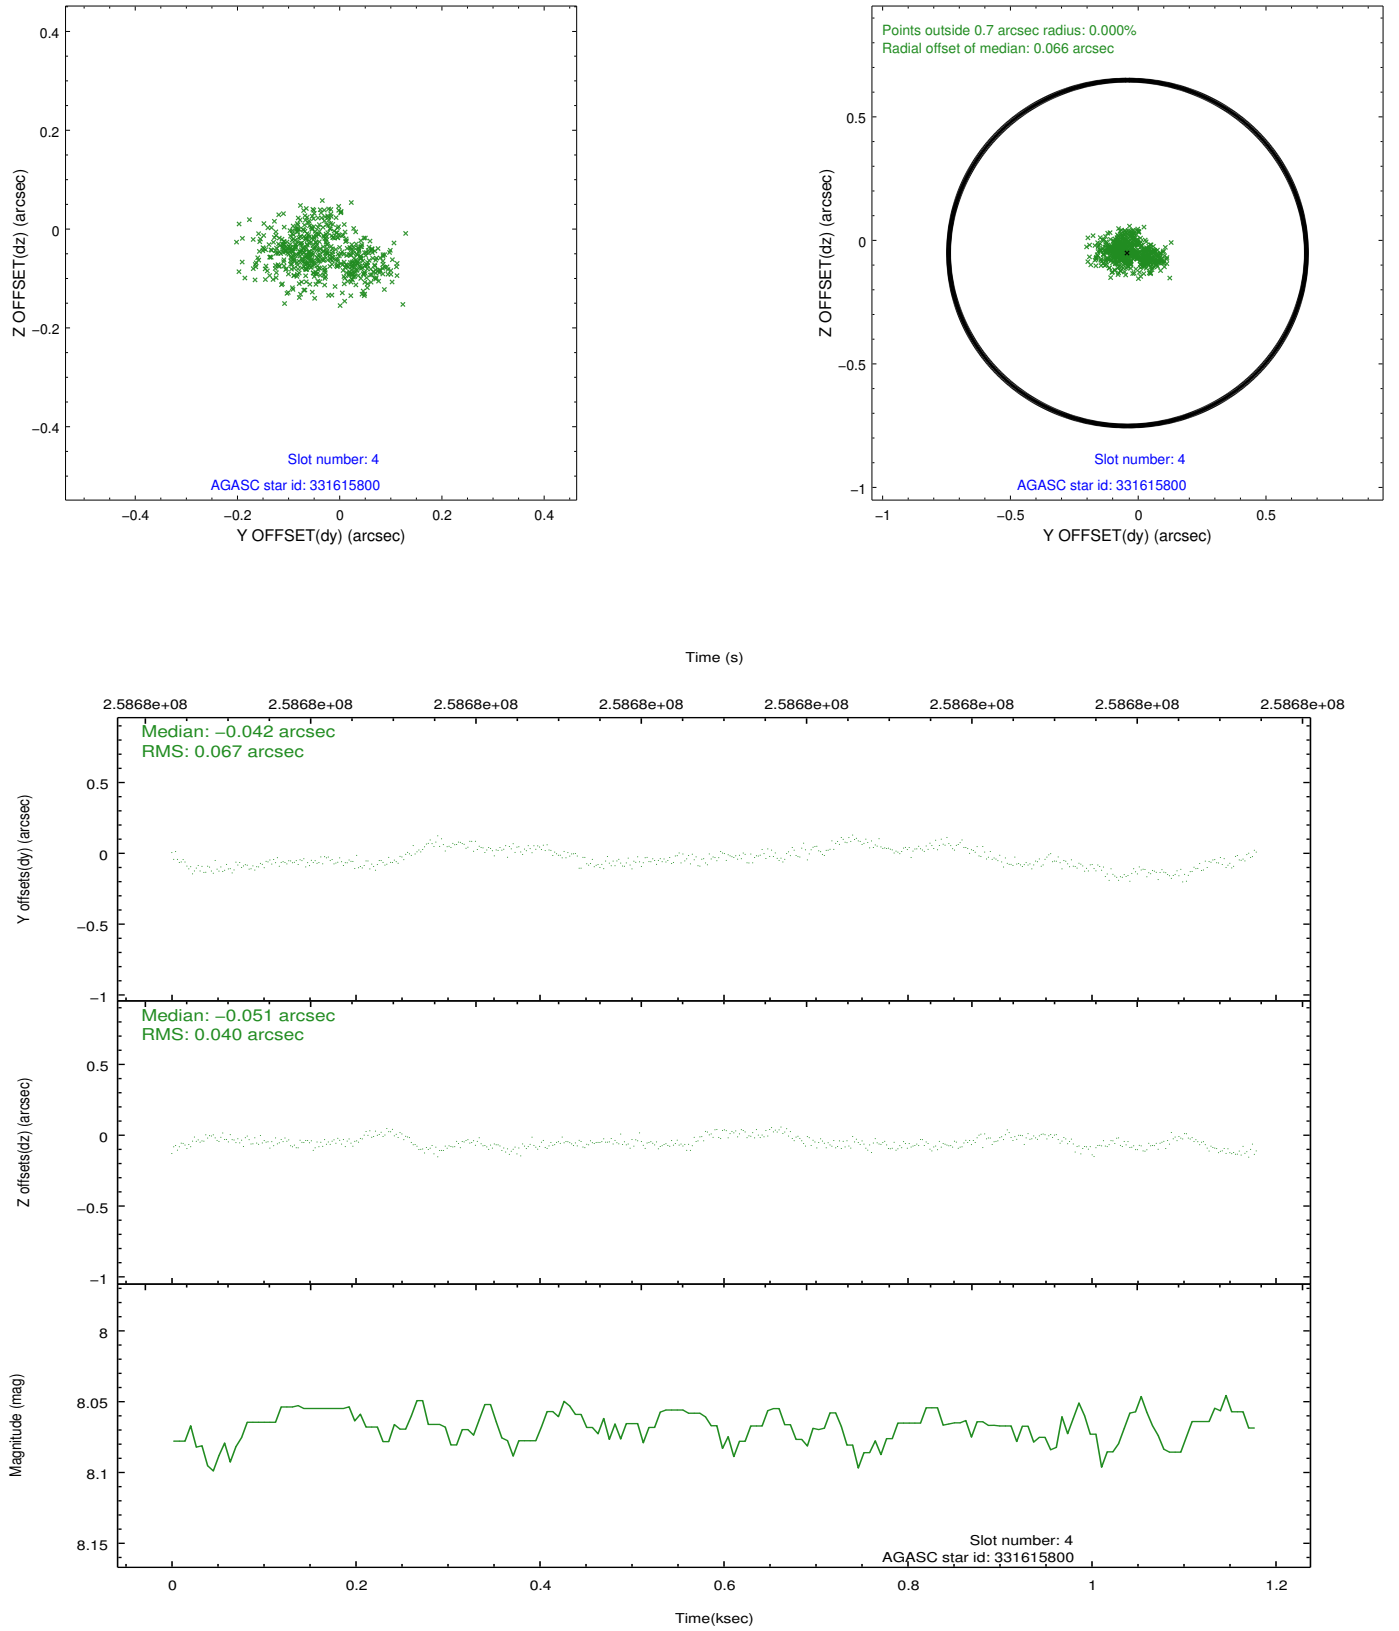 0.4
0.2
0
−0.2
−0.4
Z OFFSET(dz) (arcsec)
Slot number: 4
AGASC star id: 331615800
−0.4 −0.2 0 0.2 0.4
Y OFFSET(dy) (arcsec)
Points outside 0.7 arcsec radius: 0.000%
Radial offset of median: 0.066 arcsec
0.5
0
−0.5
−1
Z OFFSET(dz) (arcsec)
Slot number: 4
AGASC star id: 331615800
−1 −0.5 0 0.5
Y OFFSET(dy) (arcsec)
Time (s)
2.5868e+08 2.5868e+08 2.5868e+08 2.5868e+08 2.5868e+08 2.5868e+08 2.5868e+08 2.5868e+08
Median: −0.042 arcsec
RMS: 0.067 arcsec
0.5
0
−0.5
−1
Y offsets(dy) (arcsec)
Median: −0.051 arcsec
RMS: 0.040 arcsec
0.5
0
−0.5
−1
Z offsets(dz) (arcsec)
8
8.05
8.1
8.15
Magnitude (mag)
Slot number: 4
AGASC star id: 331615800
0 0.2 0.4 0.6 0.8 1 1.2
Time(ksec)